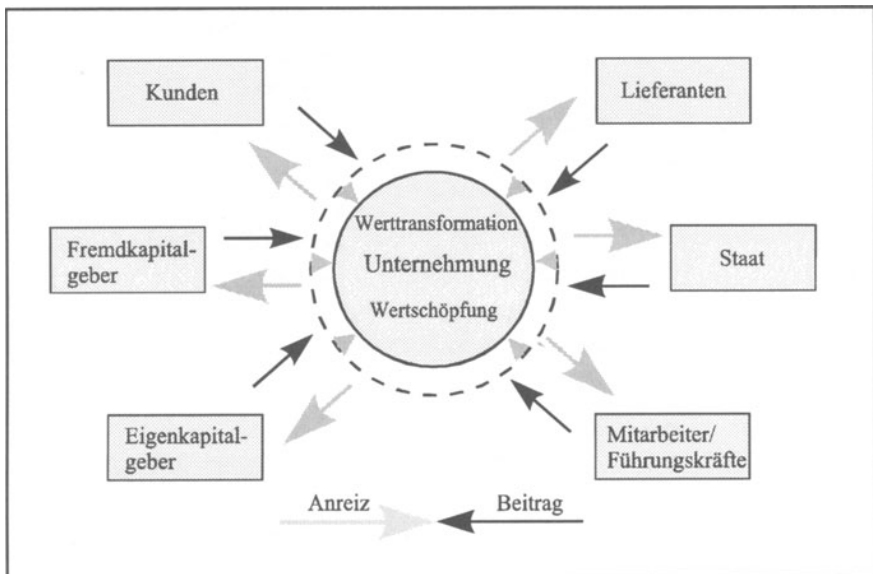 Kunden
Lieferanten
Fremdkapital-
geber
Werttransformation
Unternehmung
Wertschöpfung
Staat
Eigenkapital-
geber
Mitarbeiter/
Führungskräfte
Anreiz
Beitrag